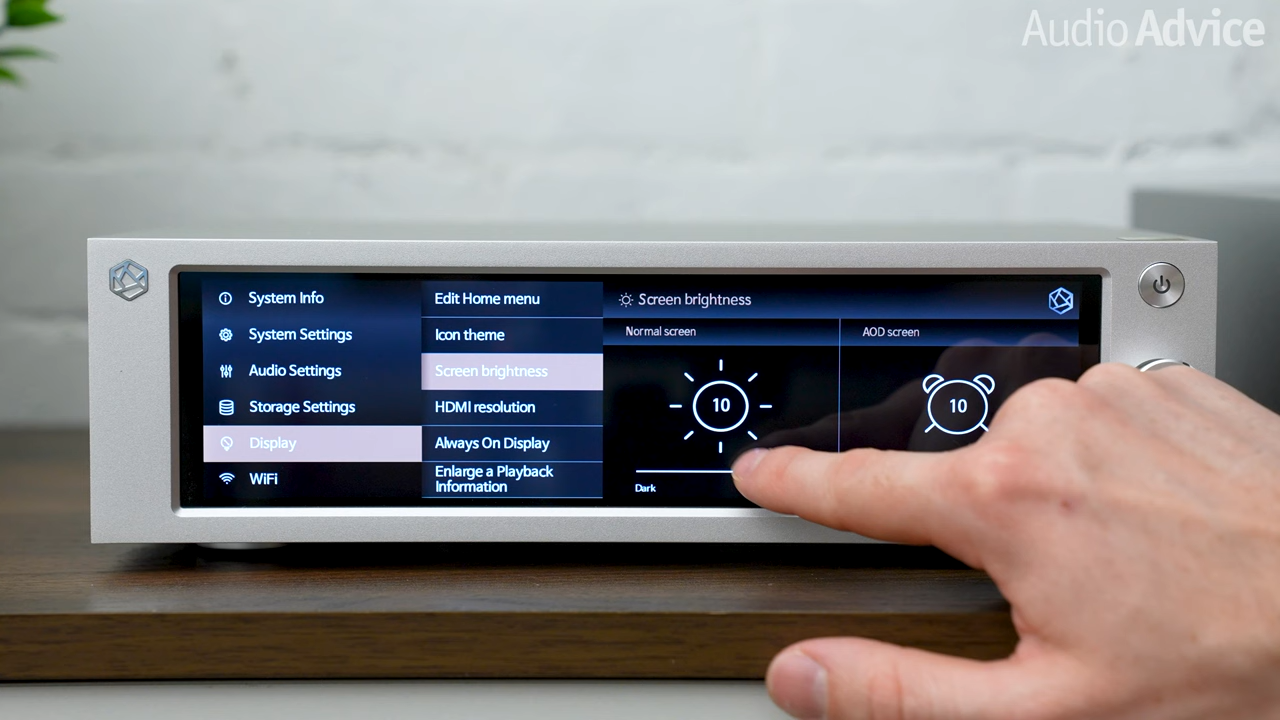 Audio Advice
System Info
System Settings
Audio Settings
Storage Settings
Display
WiFi
Edit Home menu
Icon theme
Screen brightness
HDMI resolution
Always On Display
Enlarge a Playback
Information
Screen brightness
Normal screen
10
Dark
AOD screen
10